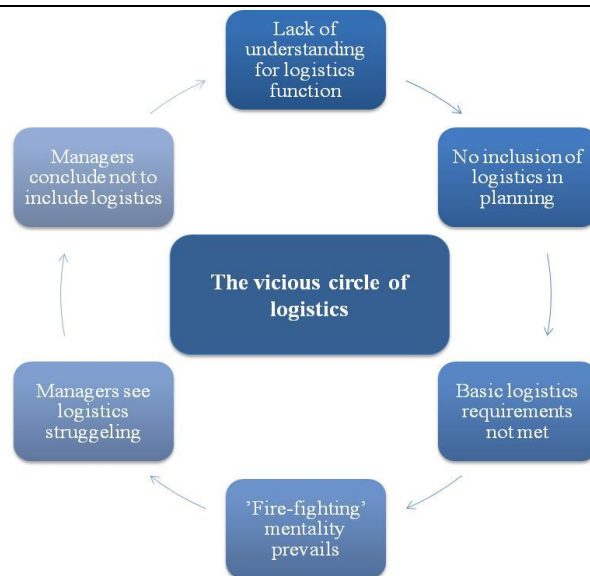 Lack of
understanding
for logistics
function
No inclusion of
logistics in
planning
Basic logistics
requirements
not met
’Fire-fighting’
mentality
prevails
Managers see
logistics
struggeling
Managers
conclude not to
include logistics
The vicious circle of
logistics